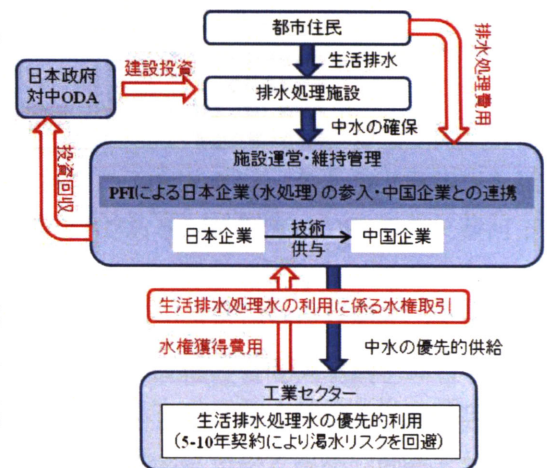 都市住民
生活排水
排水処理費用
日本政府
対中ODA
建設投資
排水処理施設
中水の確保
投資回収
施設運営・維持管理
PFIによる日本企業(水処理)の参入・中国企業との連携
日本企業
技術
供与
中国企業
生活排水処理水の利用に係る水権取引
水権獲得費用
中水の優先的供給
工業セクター
生活排水処理水の優先的利用
(5-10年契約により渇水リスクを回避)